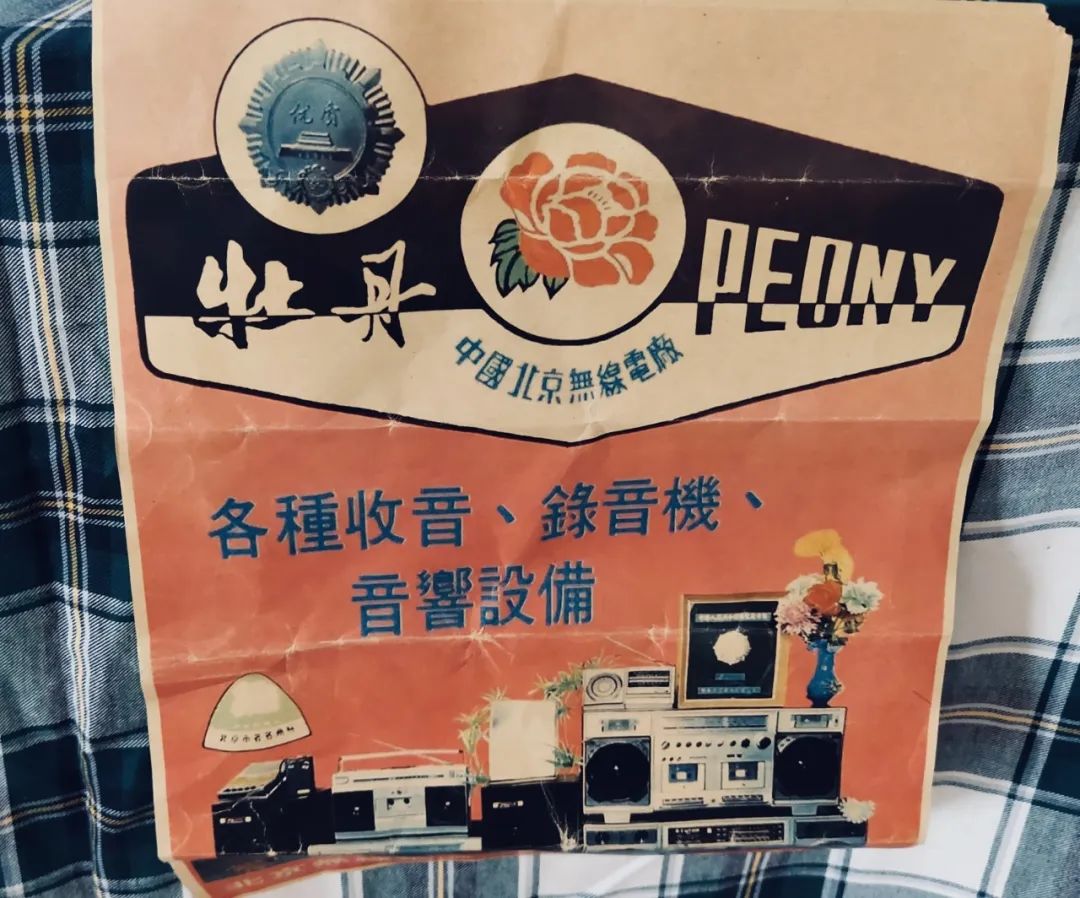 优质
牡丹
PEONY
中國北京無線電廠
各種收音、錄音機、
音響設備